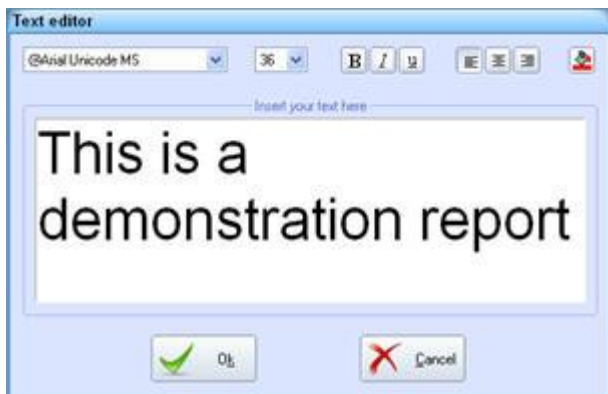 Text editor
@Arial Unicode MS 36 B I u
Insert your text here
This is a
demonstration report
Ok Cancel